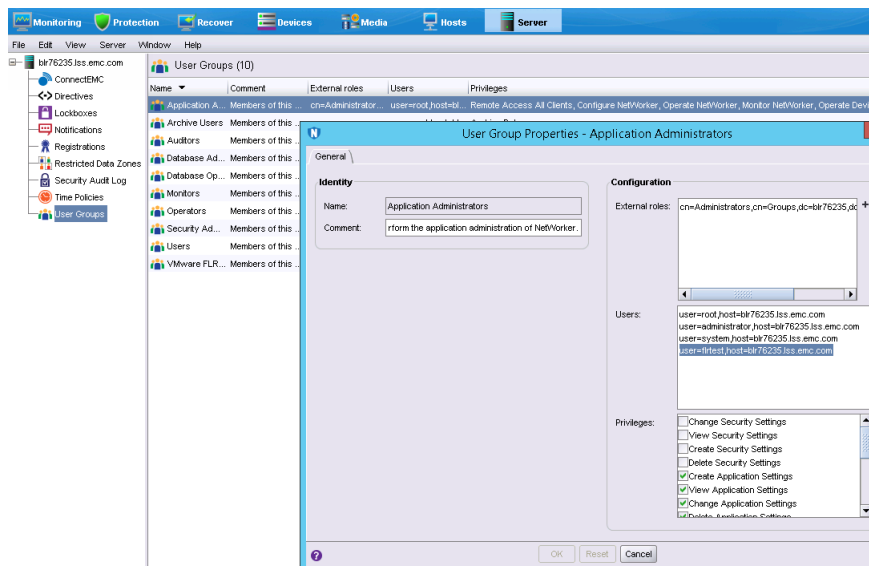 Monitoring Protection Recover Devices Media Hosts Server
File Edit View Server Window Help
blr76235.lss.emc.com
ConnectEMC
Directives
Lockboxes
Notifications
Registrations
Restricted Data Zones
Security Audit Log
Time Policies
User Groups
User Groups (10)
Name Comment External roles Users Privileges
Application A... Members of this ... cn=Administrator... user=root,host=bl... Remote Access All Clients, Configure NetWorker, Operate NetWorker, Monitor NetWorker, Operate Devi
Archive Users Members of this
Auditors Members of this ..
Database Ad... Members of this ..
Database Op... Members of this ..
Monitors Members of this ..
Operators Members of this ..
Security Ad... Members of this ..
Users Members of this ..
VMware FLR... Members of this ..
User Group Properties - Application Administrators
General
Identity
Name: Application Administrators
Comment: rform the application administration of NetWorker.
Configuration
External roles: cn=Administrators,cn=Groups,dc=blr76235,dc
Users:
user=root,host=blr76235.lss.emc.com
user=administrator,host=blr76235.lss.emc.com
user=system,host=blr76235.lss.emc.com
user=flrtest,host=blr76235.lss.emc.com
Privileges:
Change Security Settings
View Security Settings
Create Security Settings
Delete Security Settings
Create Application Settings
View Application Settings
Change Application Settings
Delete Application Settings
OK Reset Cancel